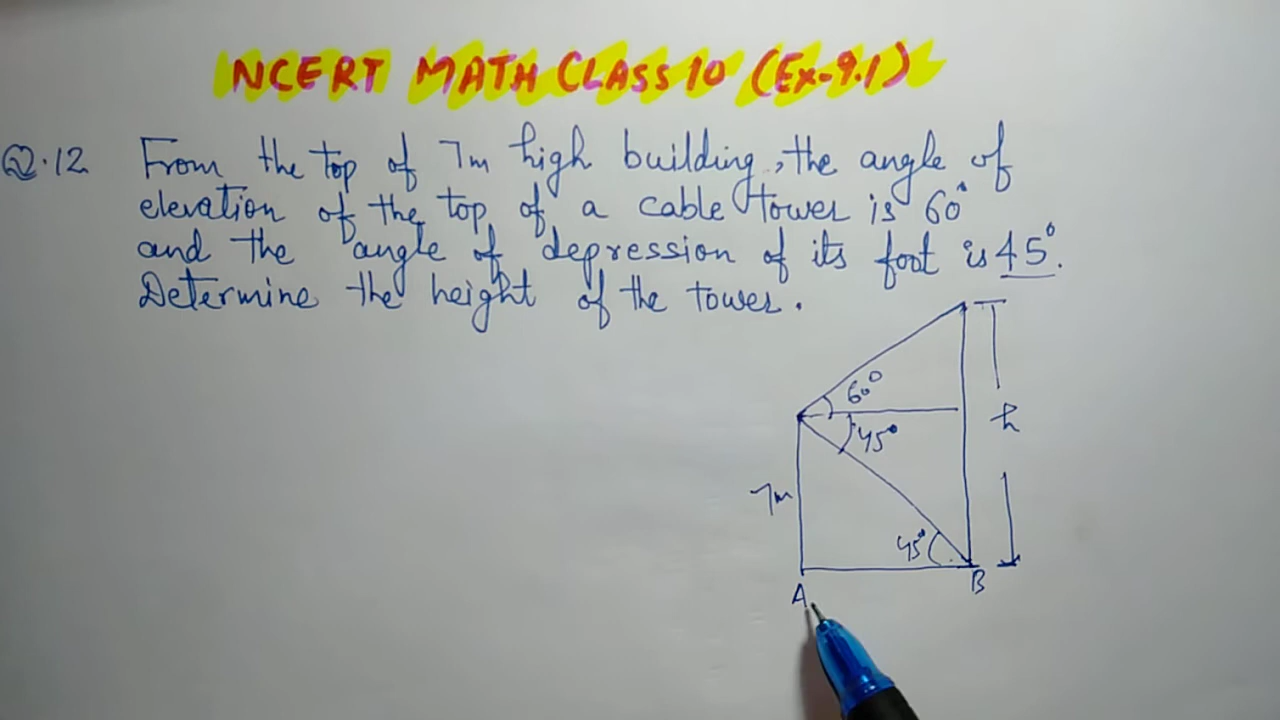 NCERT MATH CLASS 10 (Ex-9.1)
Q.12 From the top of 7m high building, the angle of
elevation of the top of a cable tower is 60°
and the angle of depression of its foot is 45°.
Determine the height of the tower.
60°
45°
h
7m
45°
A
B